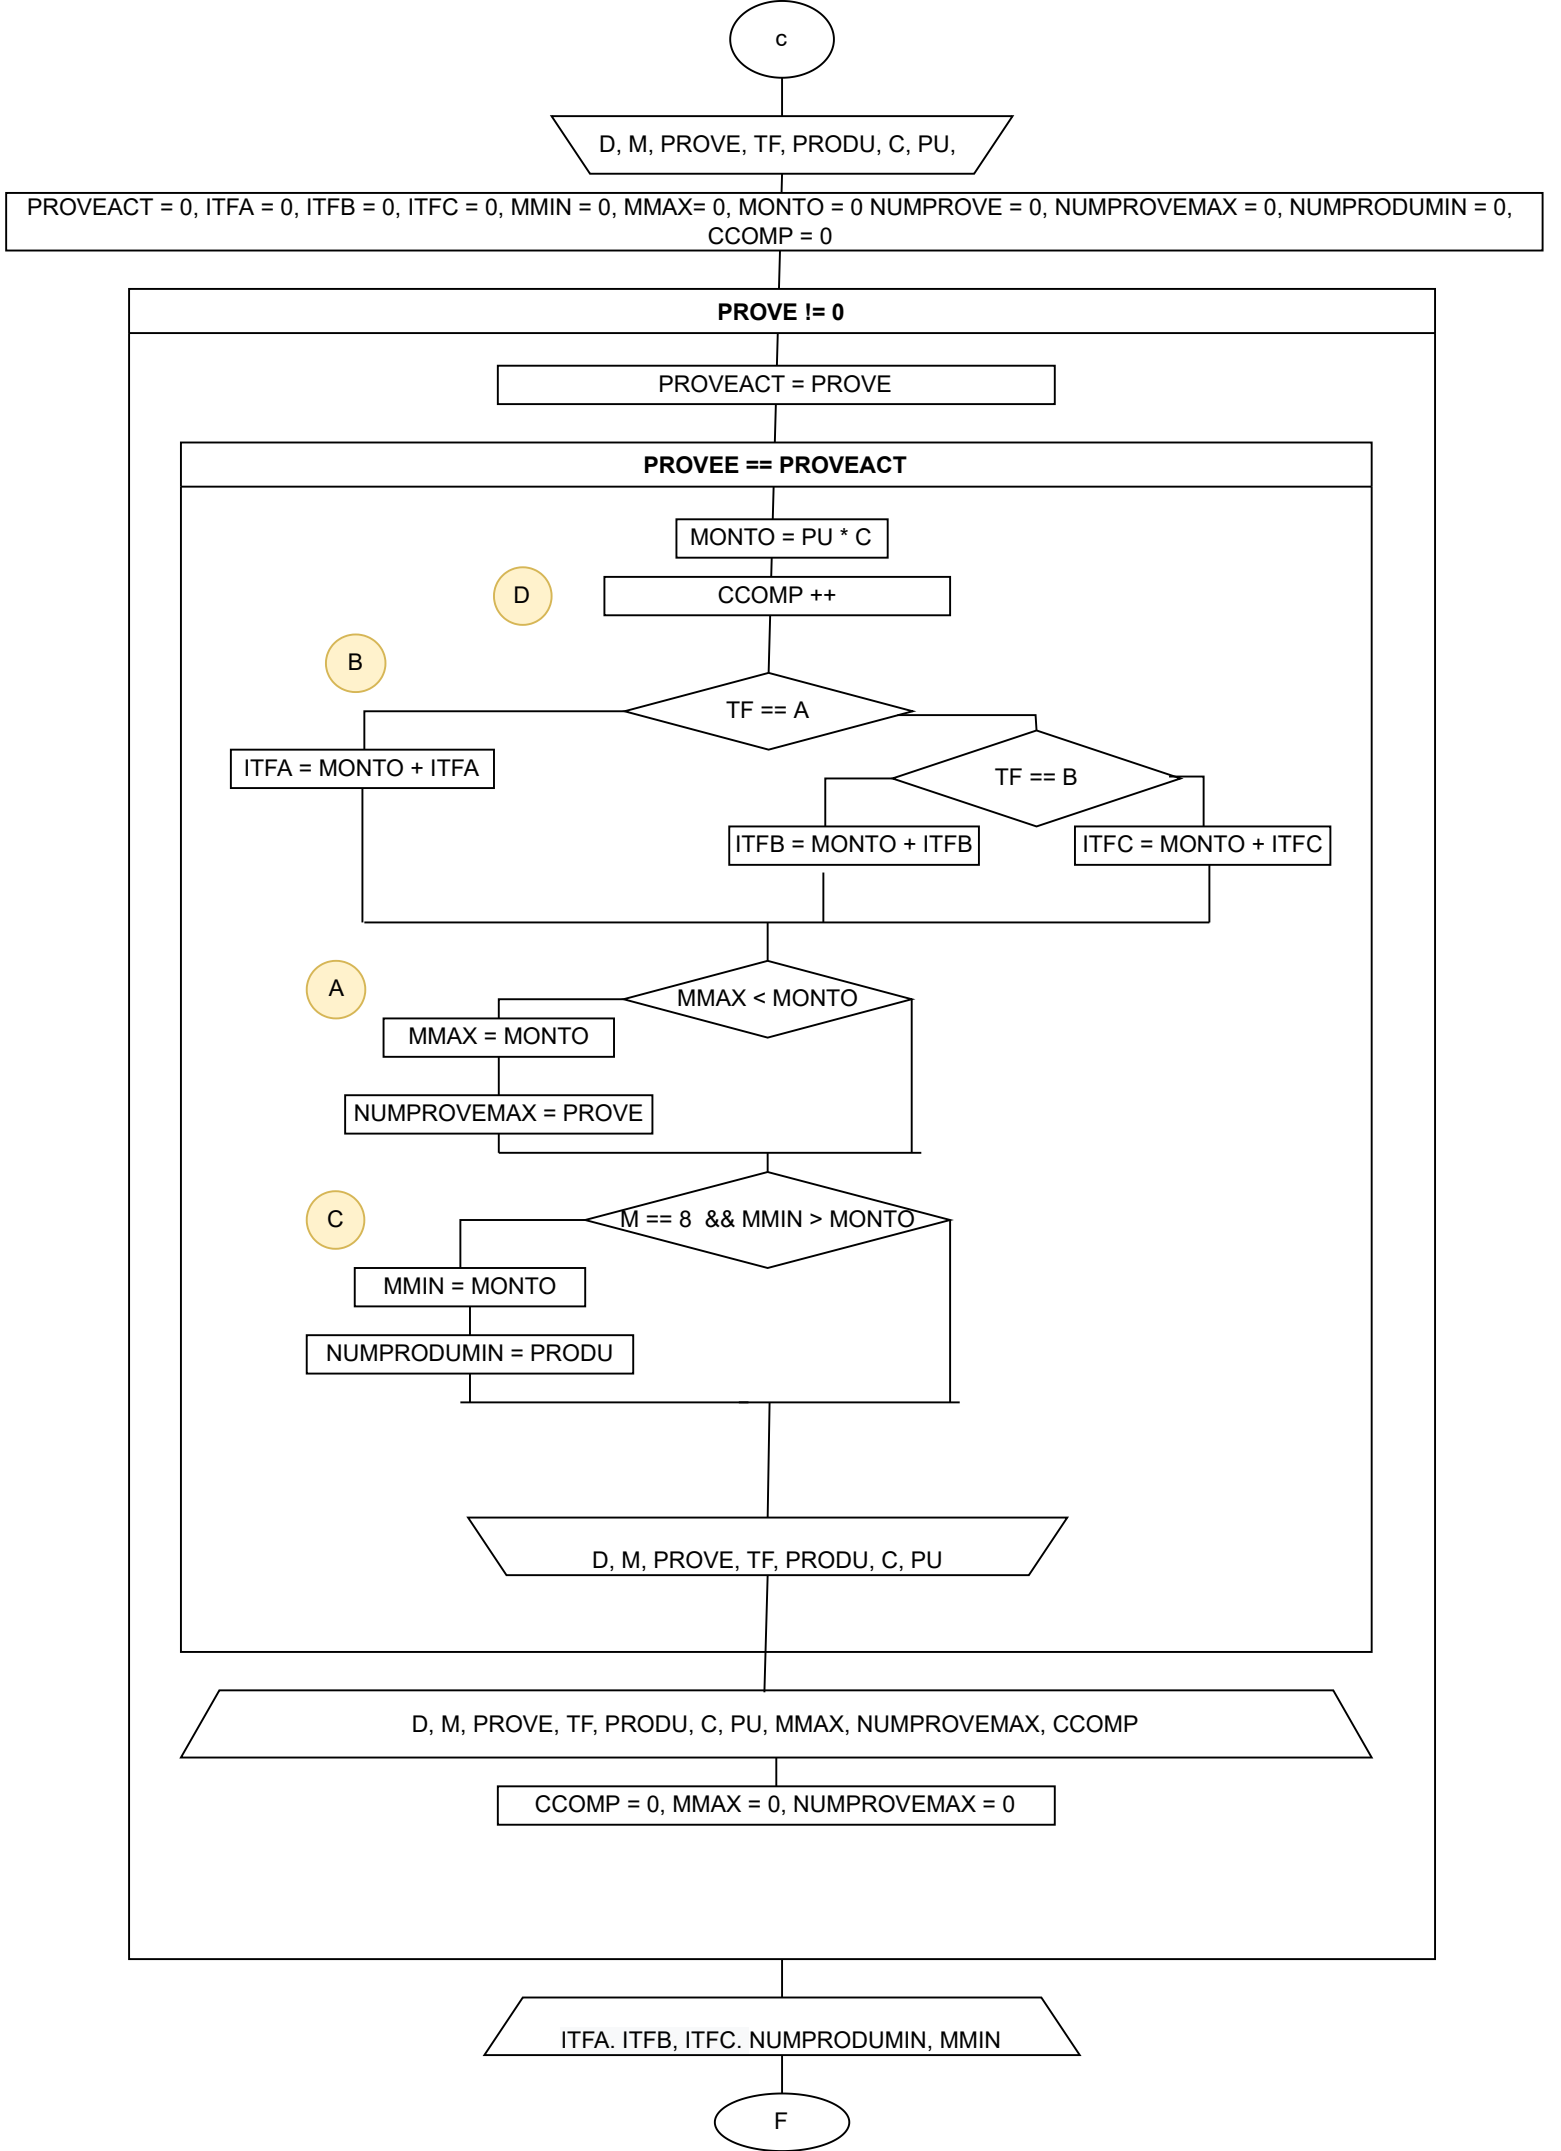 c
D, M, PROVE, TF, PRODU, C, PU,
PROVEACT = 0, ITFA = 0, ITFB = 0, ITFC = 0, MMIN = 0, MMAX= 0, MONTO = 0 NUMPROVE = 0, NUMPROVEMAX = 0, NUMPRODUMIN = 0,
CCOMP = 0
PROVE != 0
PROVEACT = PROVE
PROVEE == PROVEACT
MONTO = PU * C
D
CCOMP ++
B
TF == A
ITFA = MONTO + ITFA
TF == B
ITFB = MONTO + ITFB
ITFC = MONTO + ITFC
A
MMAX < MONTO
MMAX = MONTO
NUMPROVEMAX = PROVE
C
M == 8 && MMIN > MONTO
MMIN = MONTO
NUMPRODUMIN = PRODU
D, M, PROVE, TF, PRODU, C, PU
D, M, PROVE, TF, PRODU, C, PU, MMAX, NUMPROVEMAX, CCOMP
CCOMP = 0, MMAX = 0, NUMPROVEMAX = 0
ITFA. ITFB, ITFC. NUMPRODUMIN, MMIN
F